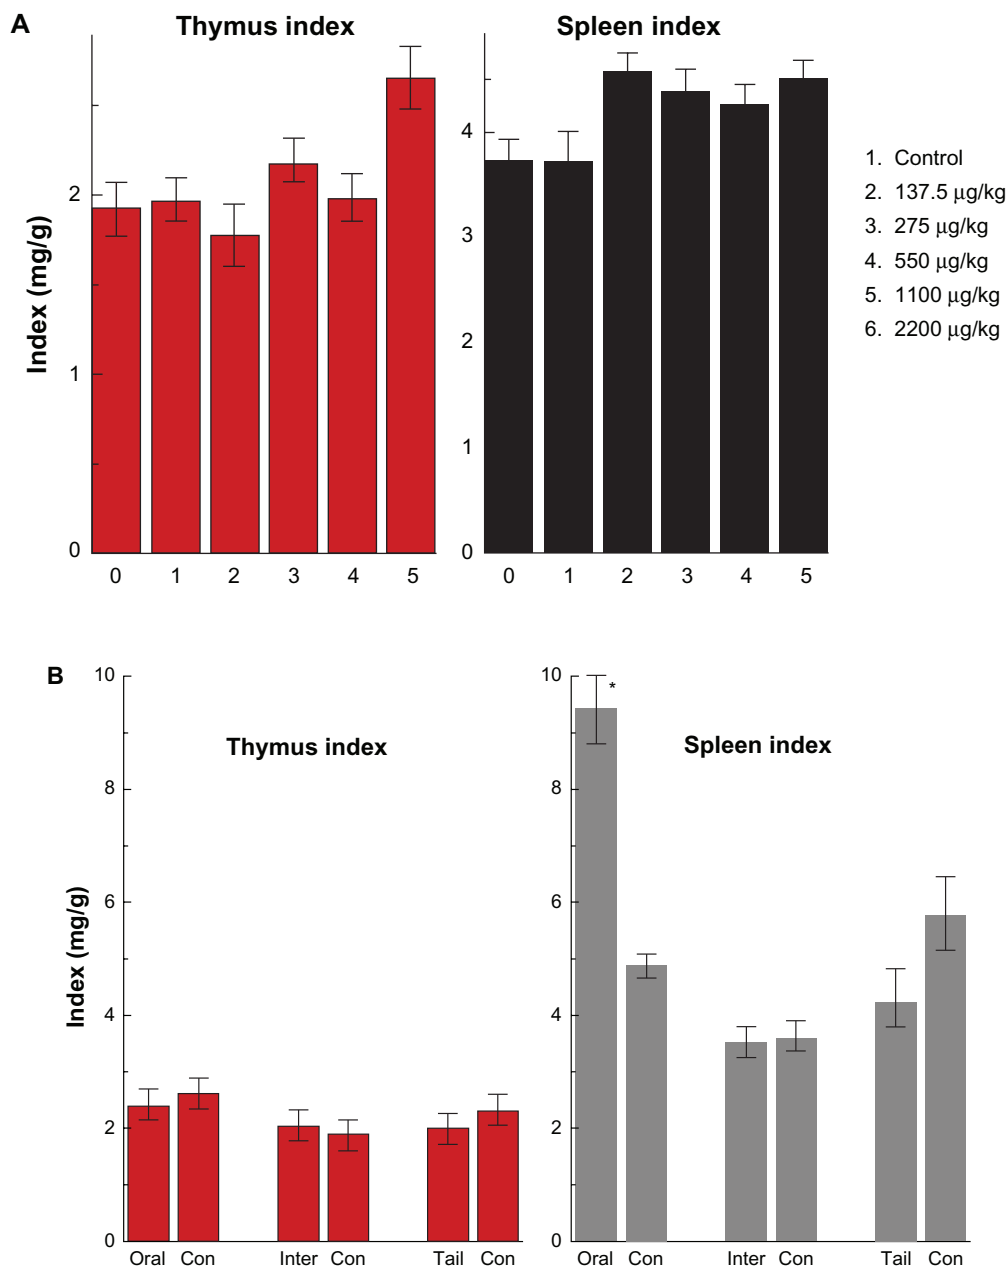 A
Thymus index
Spleen index
Index (mg/g)
2
1
0
0 1 2 3 4 5
4
3
2
1
0
0 1 2 3 4 5
1. Control
2. 137.5 µg/kg
3. 275 µg/kg
4. 550 µg/kg
5. 1100 µg/kg
6. 2200 µg/kg
B
Thymus index
Index (mg/g)
10
8
6
4
2
0
Oral Con Inter Con Tail Con
Spleen index
10
8
6
4
2
0
*
Oral Con Inter Con Tail Con